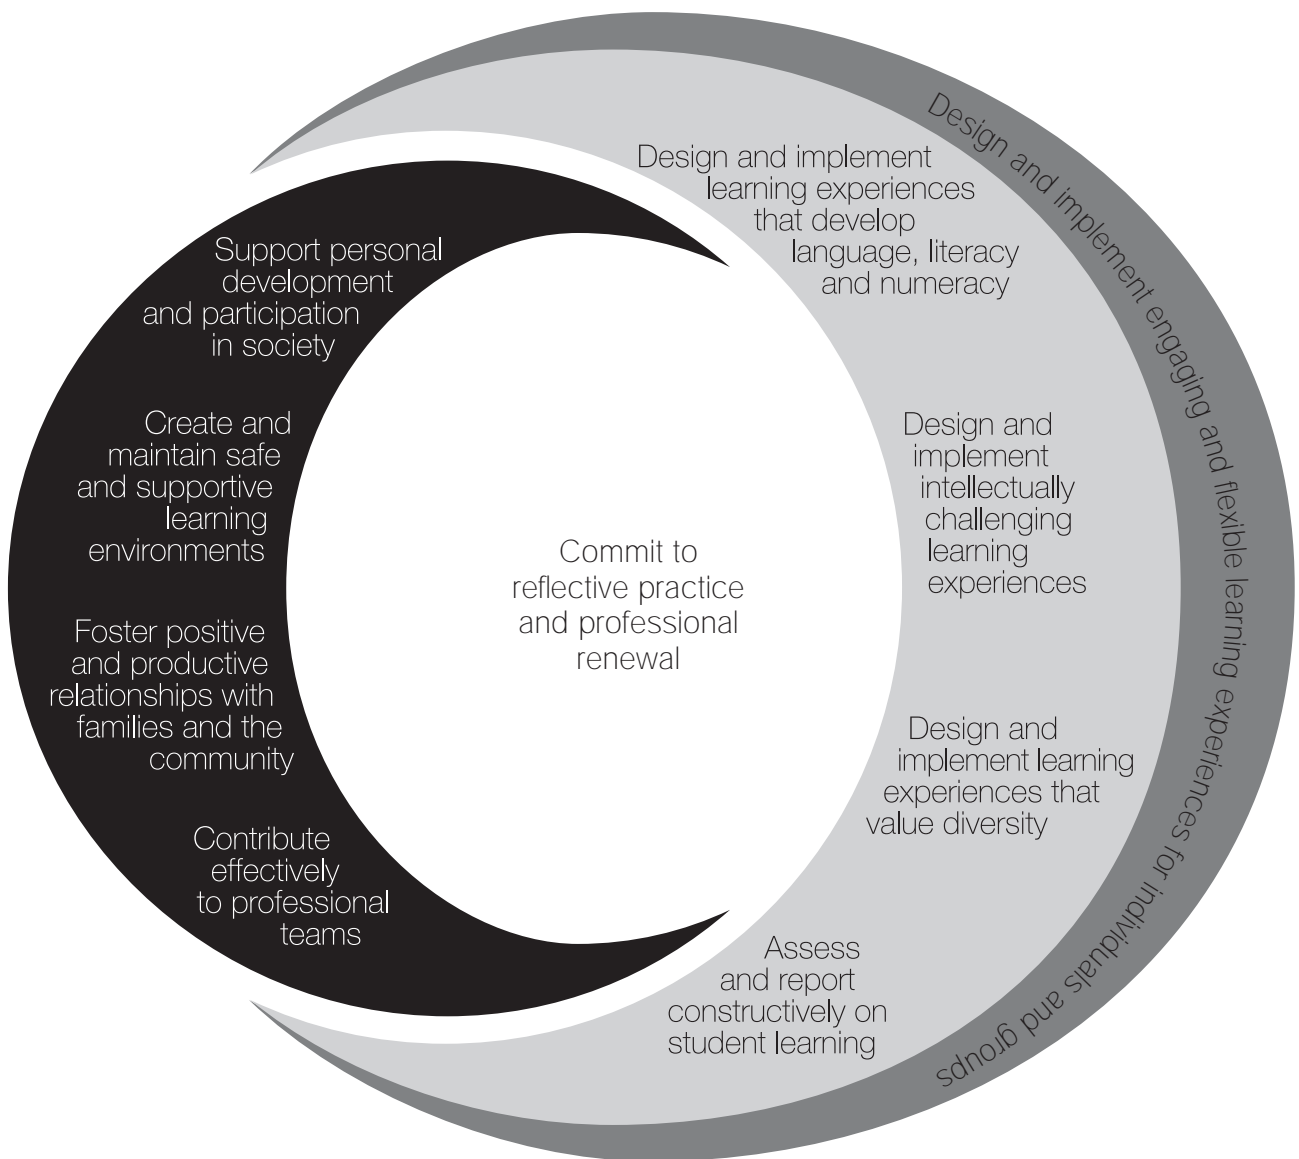 Design and implement engaging and flexible learning experiences for individuals and groups
Design and implement
learning experiences
that develop
language, literacy
and numeracy
Design and
implement
intellectually
challenging
learning
experiences
Design and
implement learning
experiences that
value diversity
Assess
and report
constructively on
student learning
Support personal
development
and participation
in society
Create and
maintain safe
and supportive
learning
environments
Foster positive
and productive
relationships with
families and the
community
Contribute
effectively
to professional
teams
Commit to
reflective practice
and professional
renewal